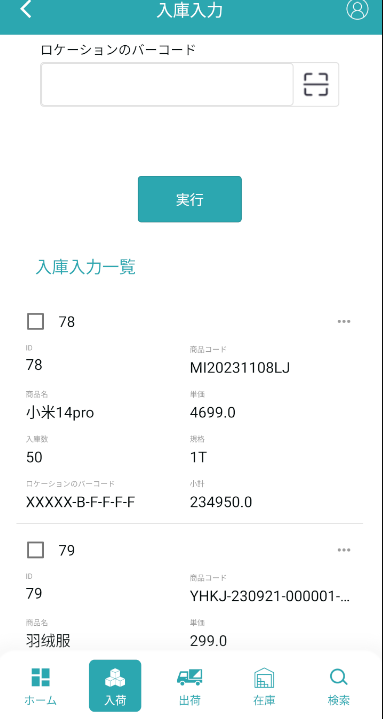 入庫入力
ロケーションのバーコード
実行
入庫入力一覧
78
ID
商品コード
78
MI20231108LJ
商品名
単価
小米14pro
4699.0
入庫数
規格
50
1T
ロケーションのバーコード
小計
XXXXX-B-F-F-F-F
234950.0
79
ID
商品コード
79
YHKJ-230921-000001-...
商品名
単価
羽绒服
299.0
ホーム
入荷
出荷
在庫
検索